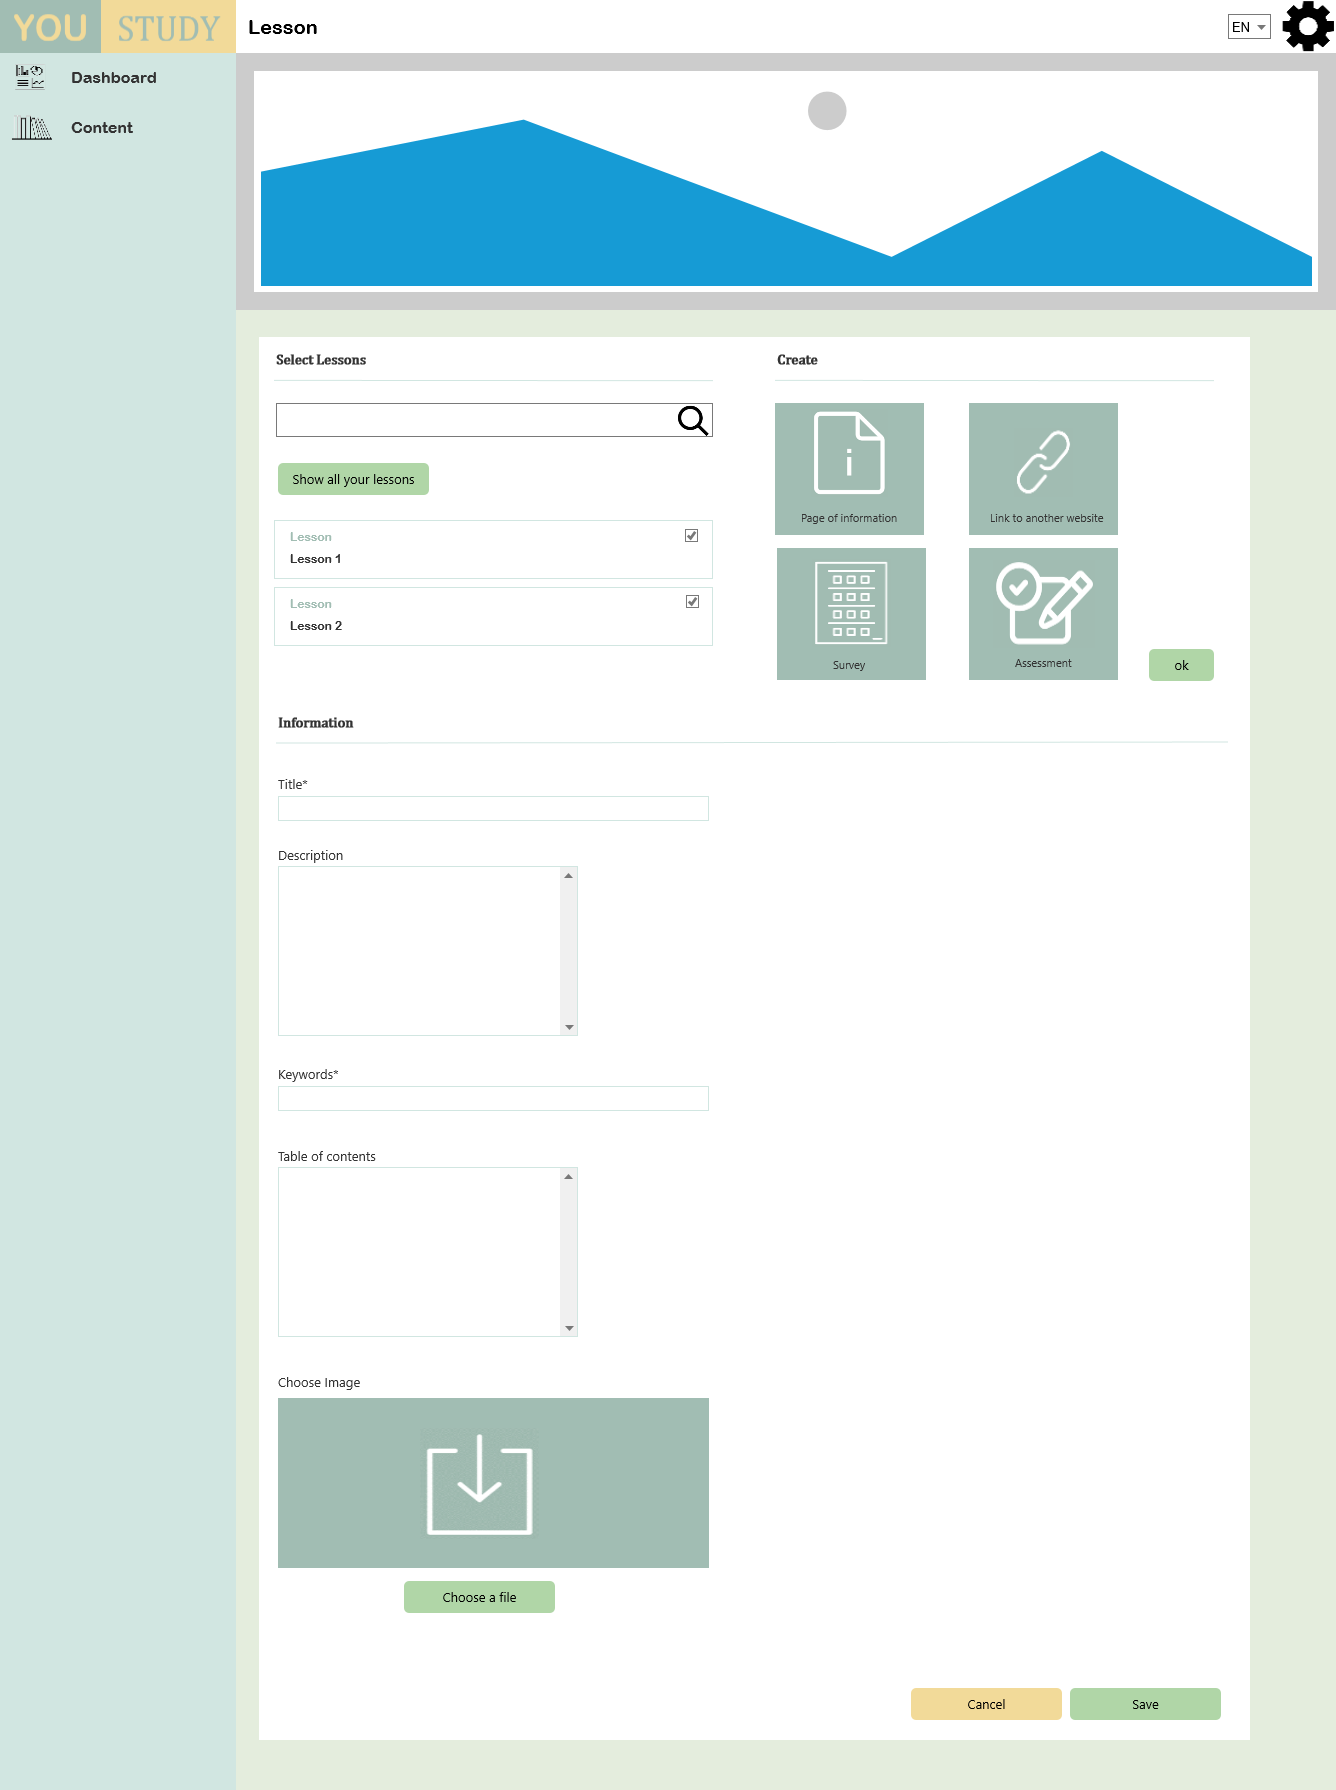 YOU STUDY
Lesson
EN
Dashboard
Content
Select Lessons
Show all your lessons
Lesson
Lesson 1
Lesson
Lesson 2
Create
Page of information
Link to another website
Survey
Assessment
ok
Information
Title*
Description
Keywords*
Table of contents
Choose Image
Choose a file
Cancel
Save